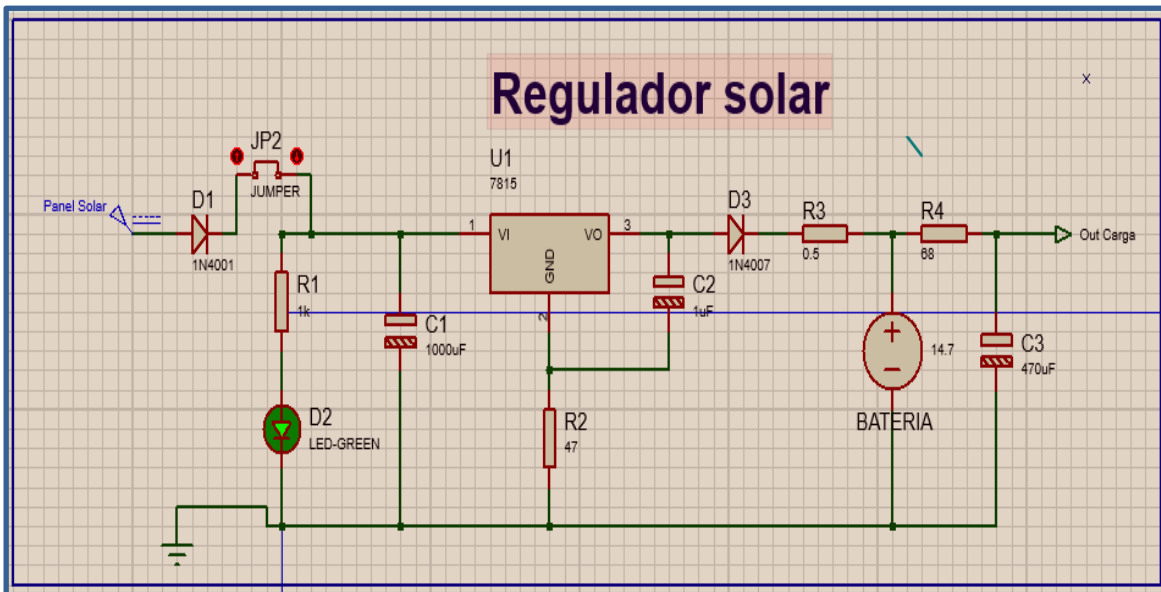 Regulador solar
JP2
JUMPER
Panel Solar
D1
1N4001
U1
7815
1
VI
VO
3
GND
2
D3
1N4007
R3
0.5
R4
68
Out Carga
R1
1k
C1
1000uF
C2
1uF
14.7
BATERIA
C3
470uF
D2
LED-GREEN
R2
47